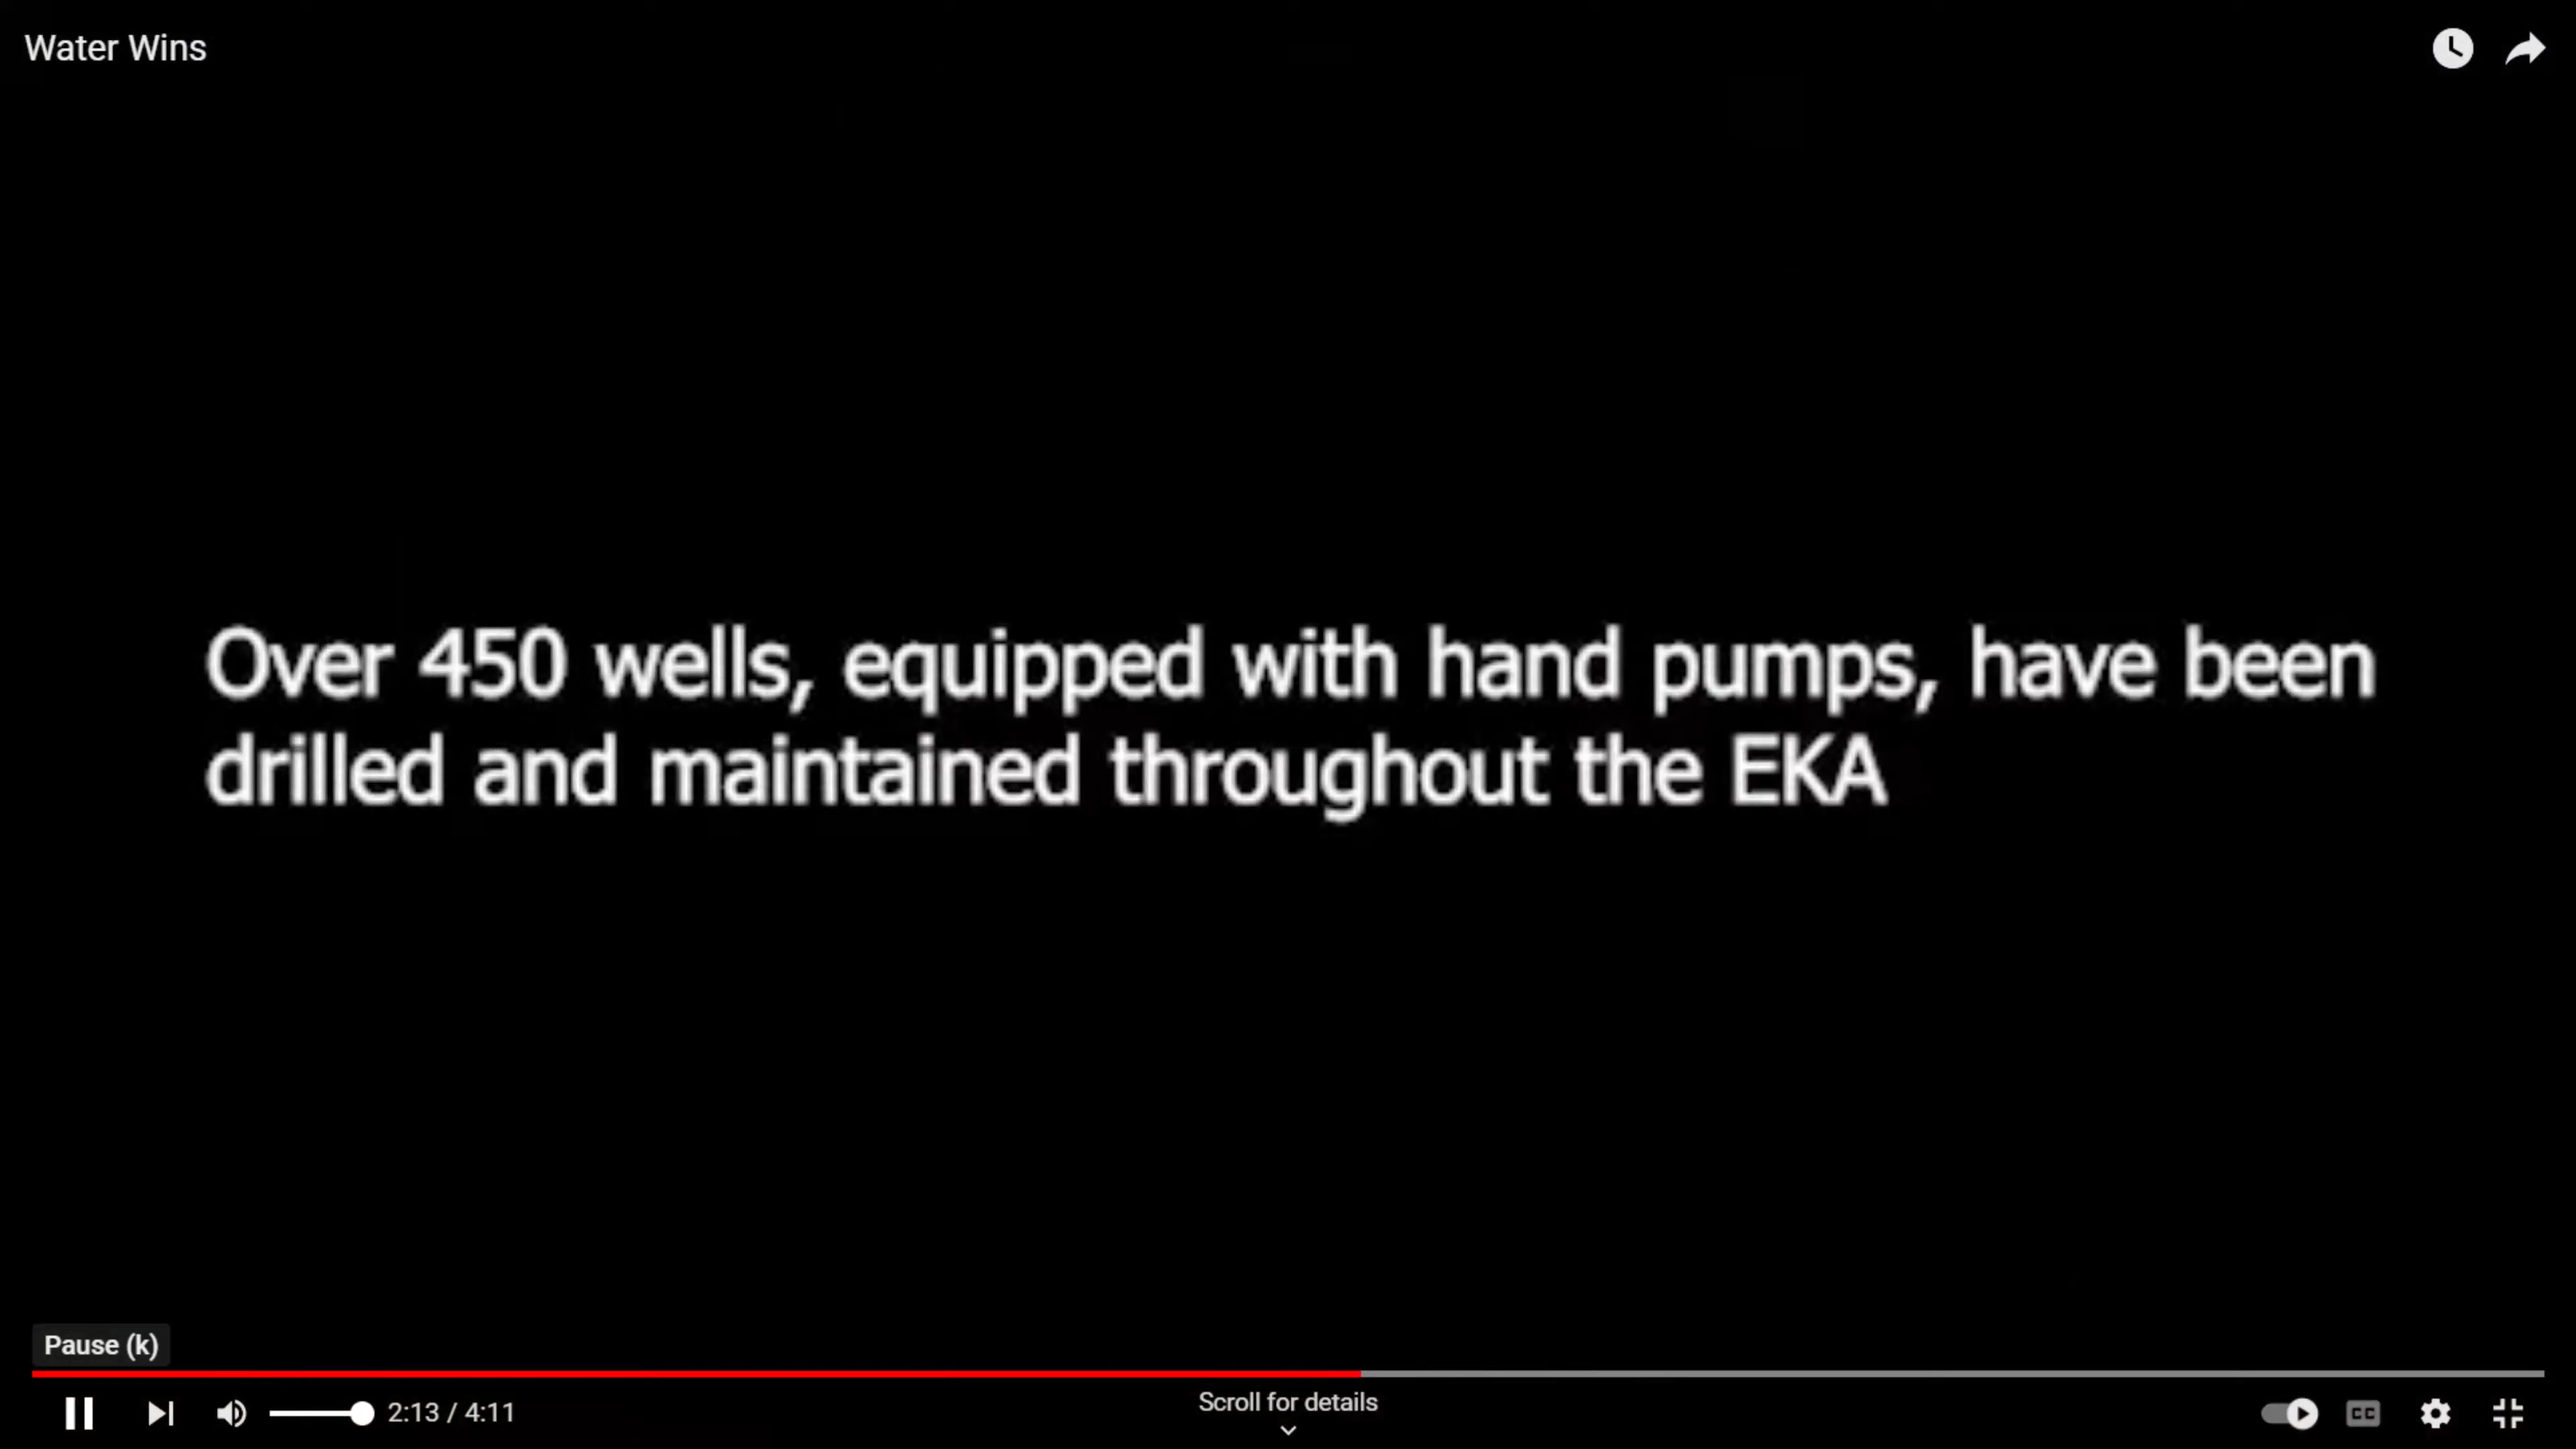 Water Wins
Over 450 wells, equipped with hand pumps, have been
drilled and maintained throughout the EKA
Pause (k)
2:13 / 4:11
Scroll for details
CC